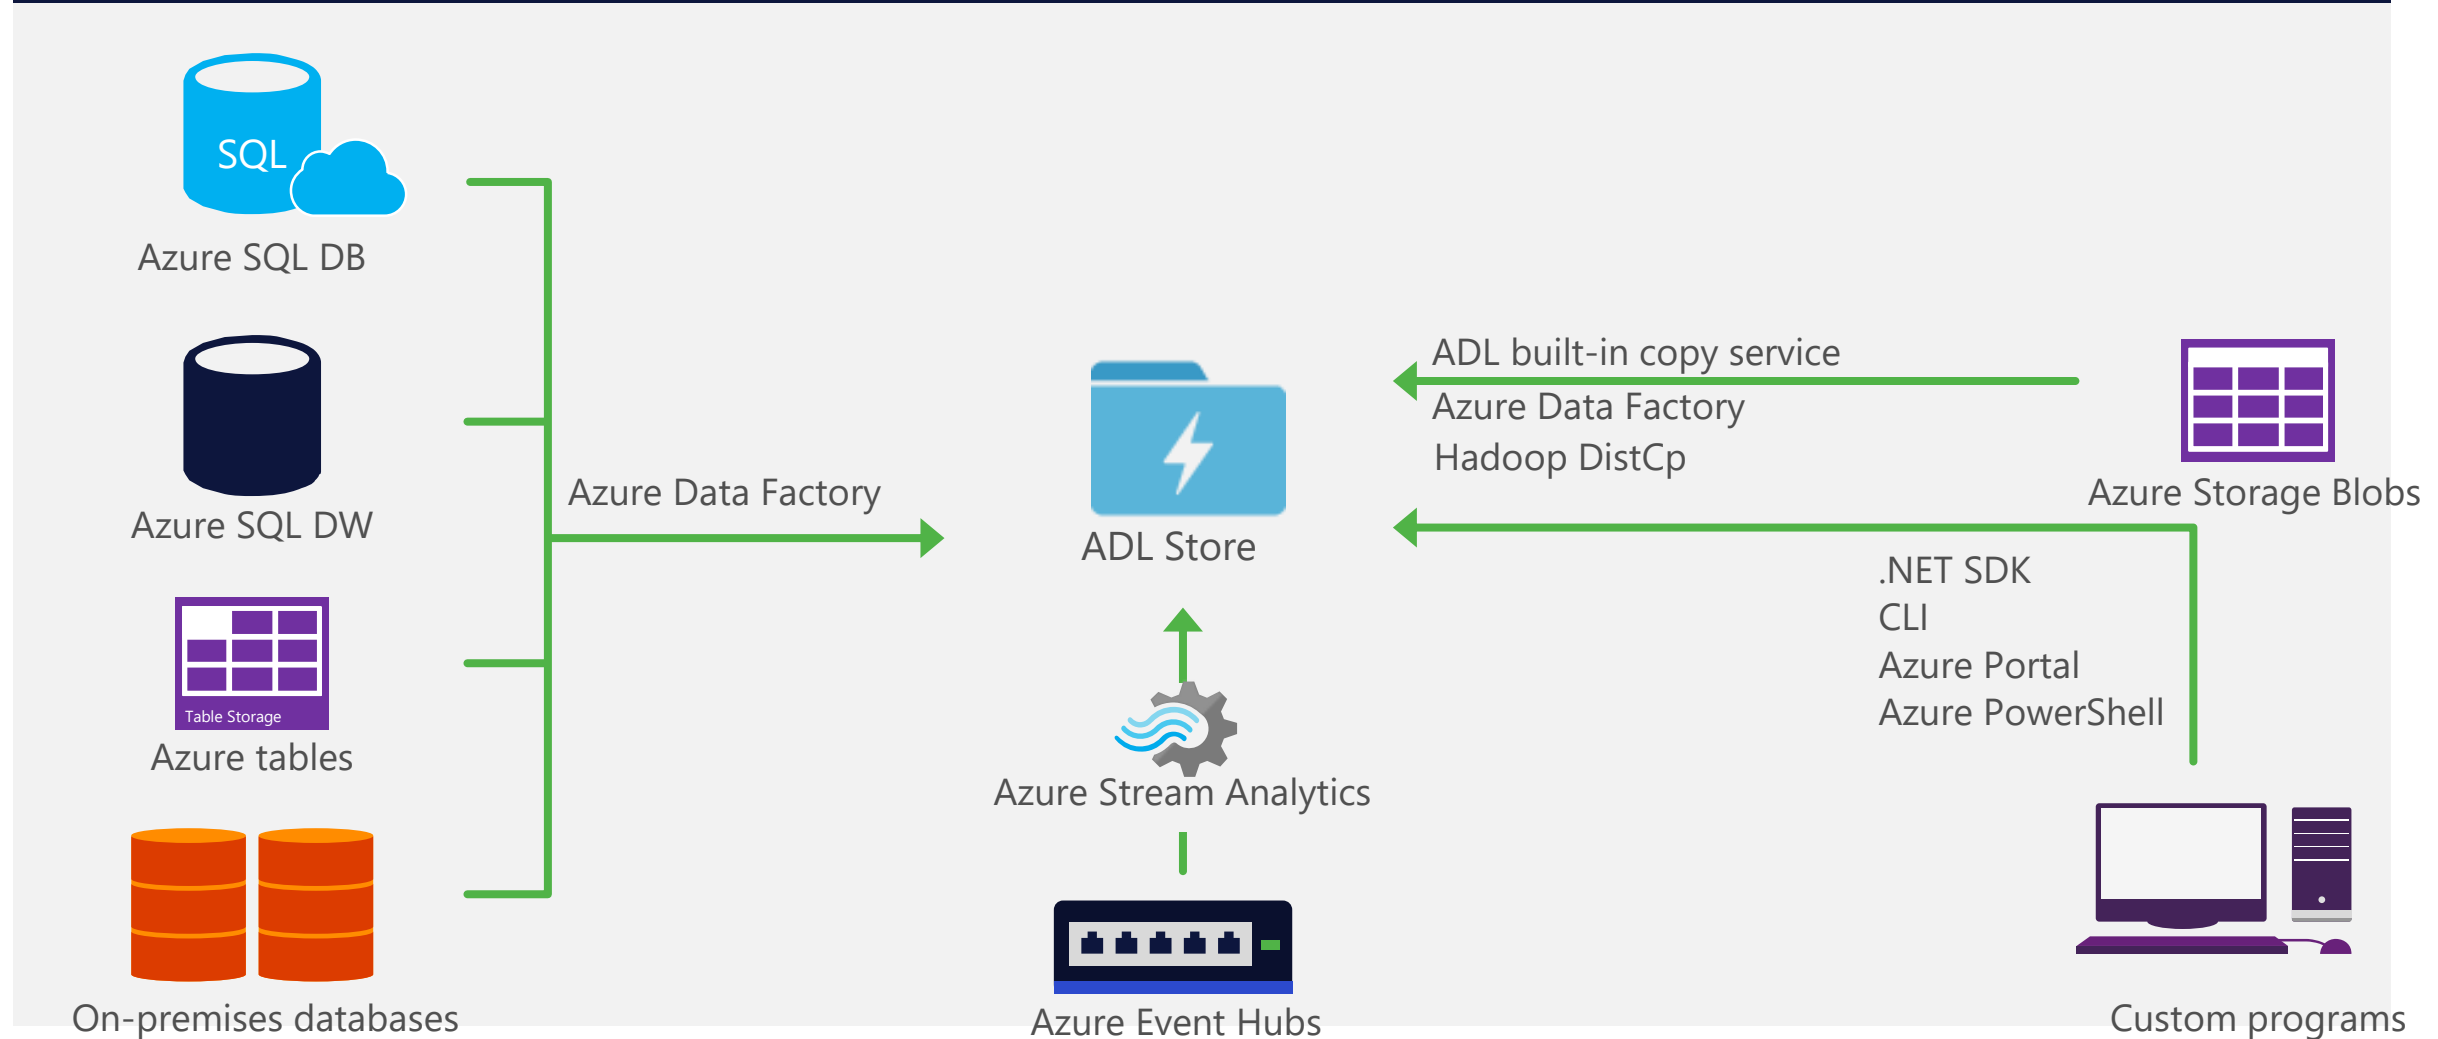 SQL
Azure SQL DB
Azure SQL DW
Table Storage
Azure tables
On-premises databases
Azure Data Factory
ADL Store
Azure Stream Analytics
Azure Event Hubs
ADL built-in copy service
Azure Data Factory
Hadoop DistCp
Azure Storage Blobs
.NET SDK
CLI
Azure Portal
Azure PowerShell
Custom programs